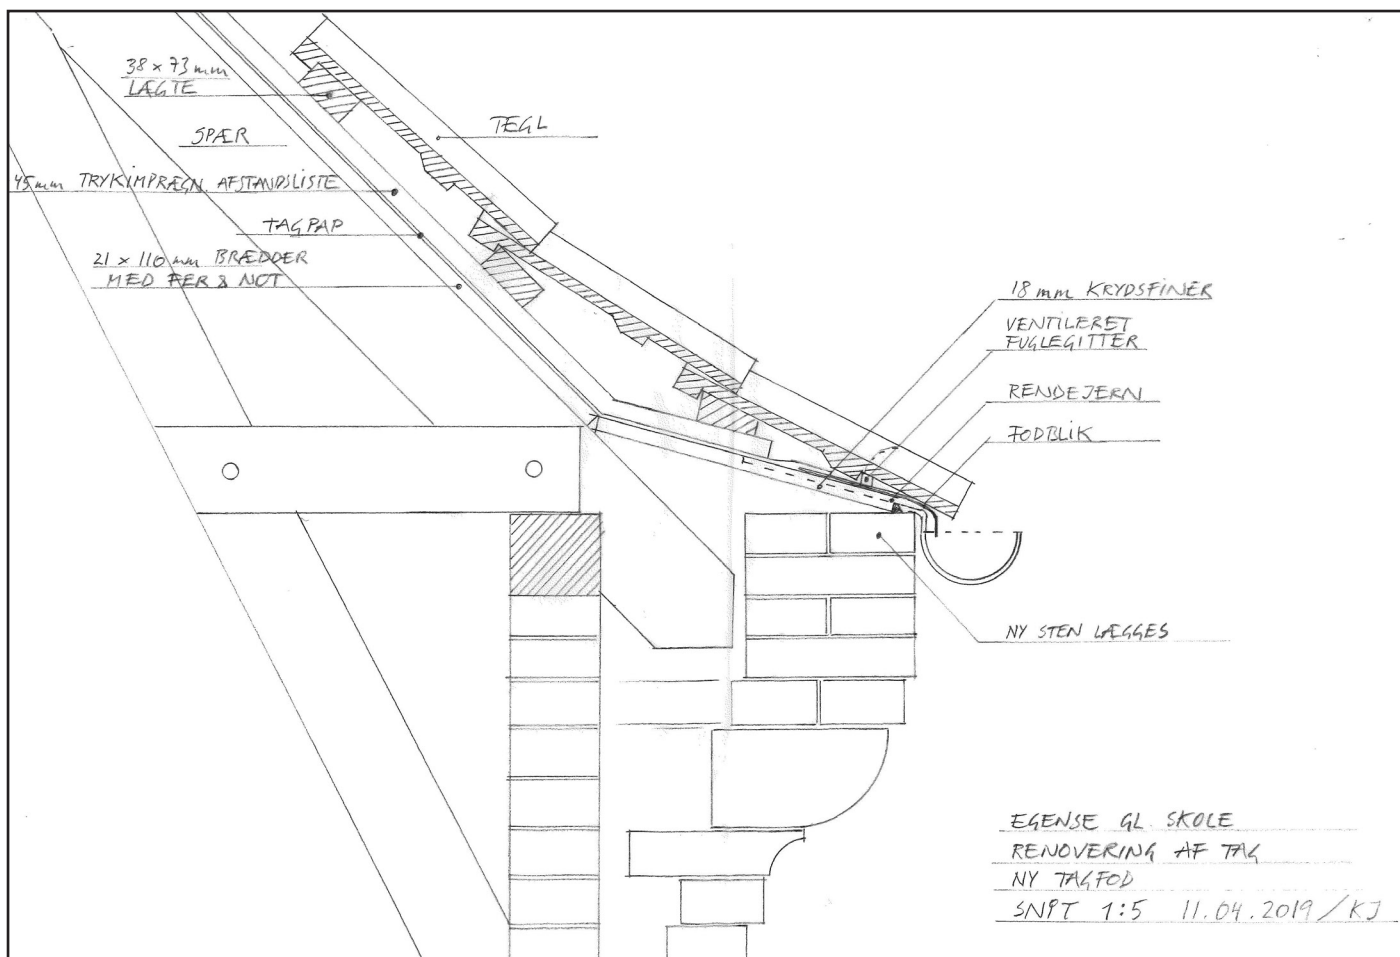 38 x 73 mm
LÆGTE
SPÆR
45 mm TRYKIMPRÆGN. AFSTANDSLISTE
TAGPAP
21 x 110 mm BRÆDDER
MED FER & NOT
TEGL
18 mm KRYDSFINER
VENTILERET
FUGLEGITTER
RENDEJERN
FODBLIK
NY STEN LÆGGES
EGENSE GL. SKOLE
RENOVERING AF TAG
NY TAGFOD
SNIT 1:5 11.04.2019 / KJ